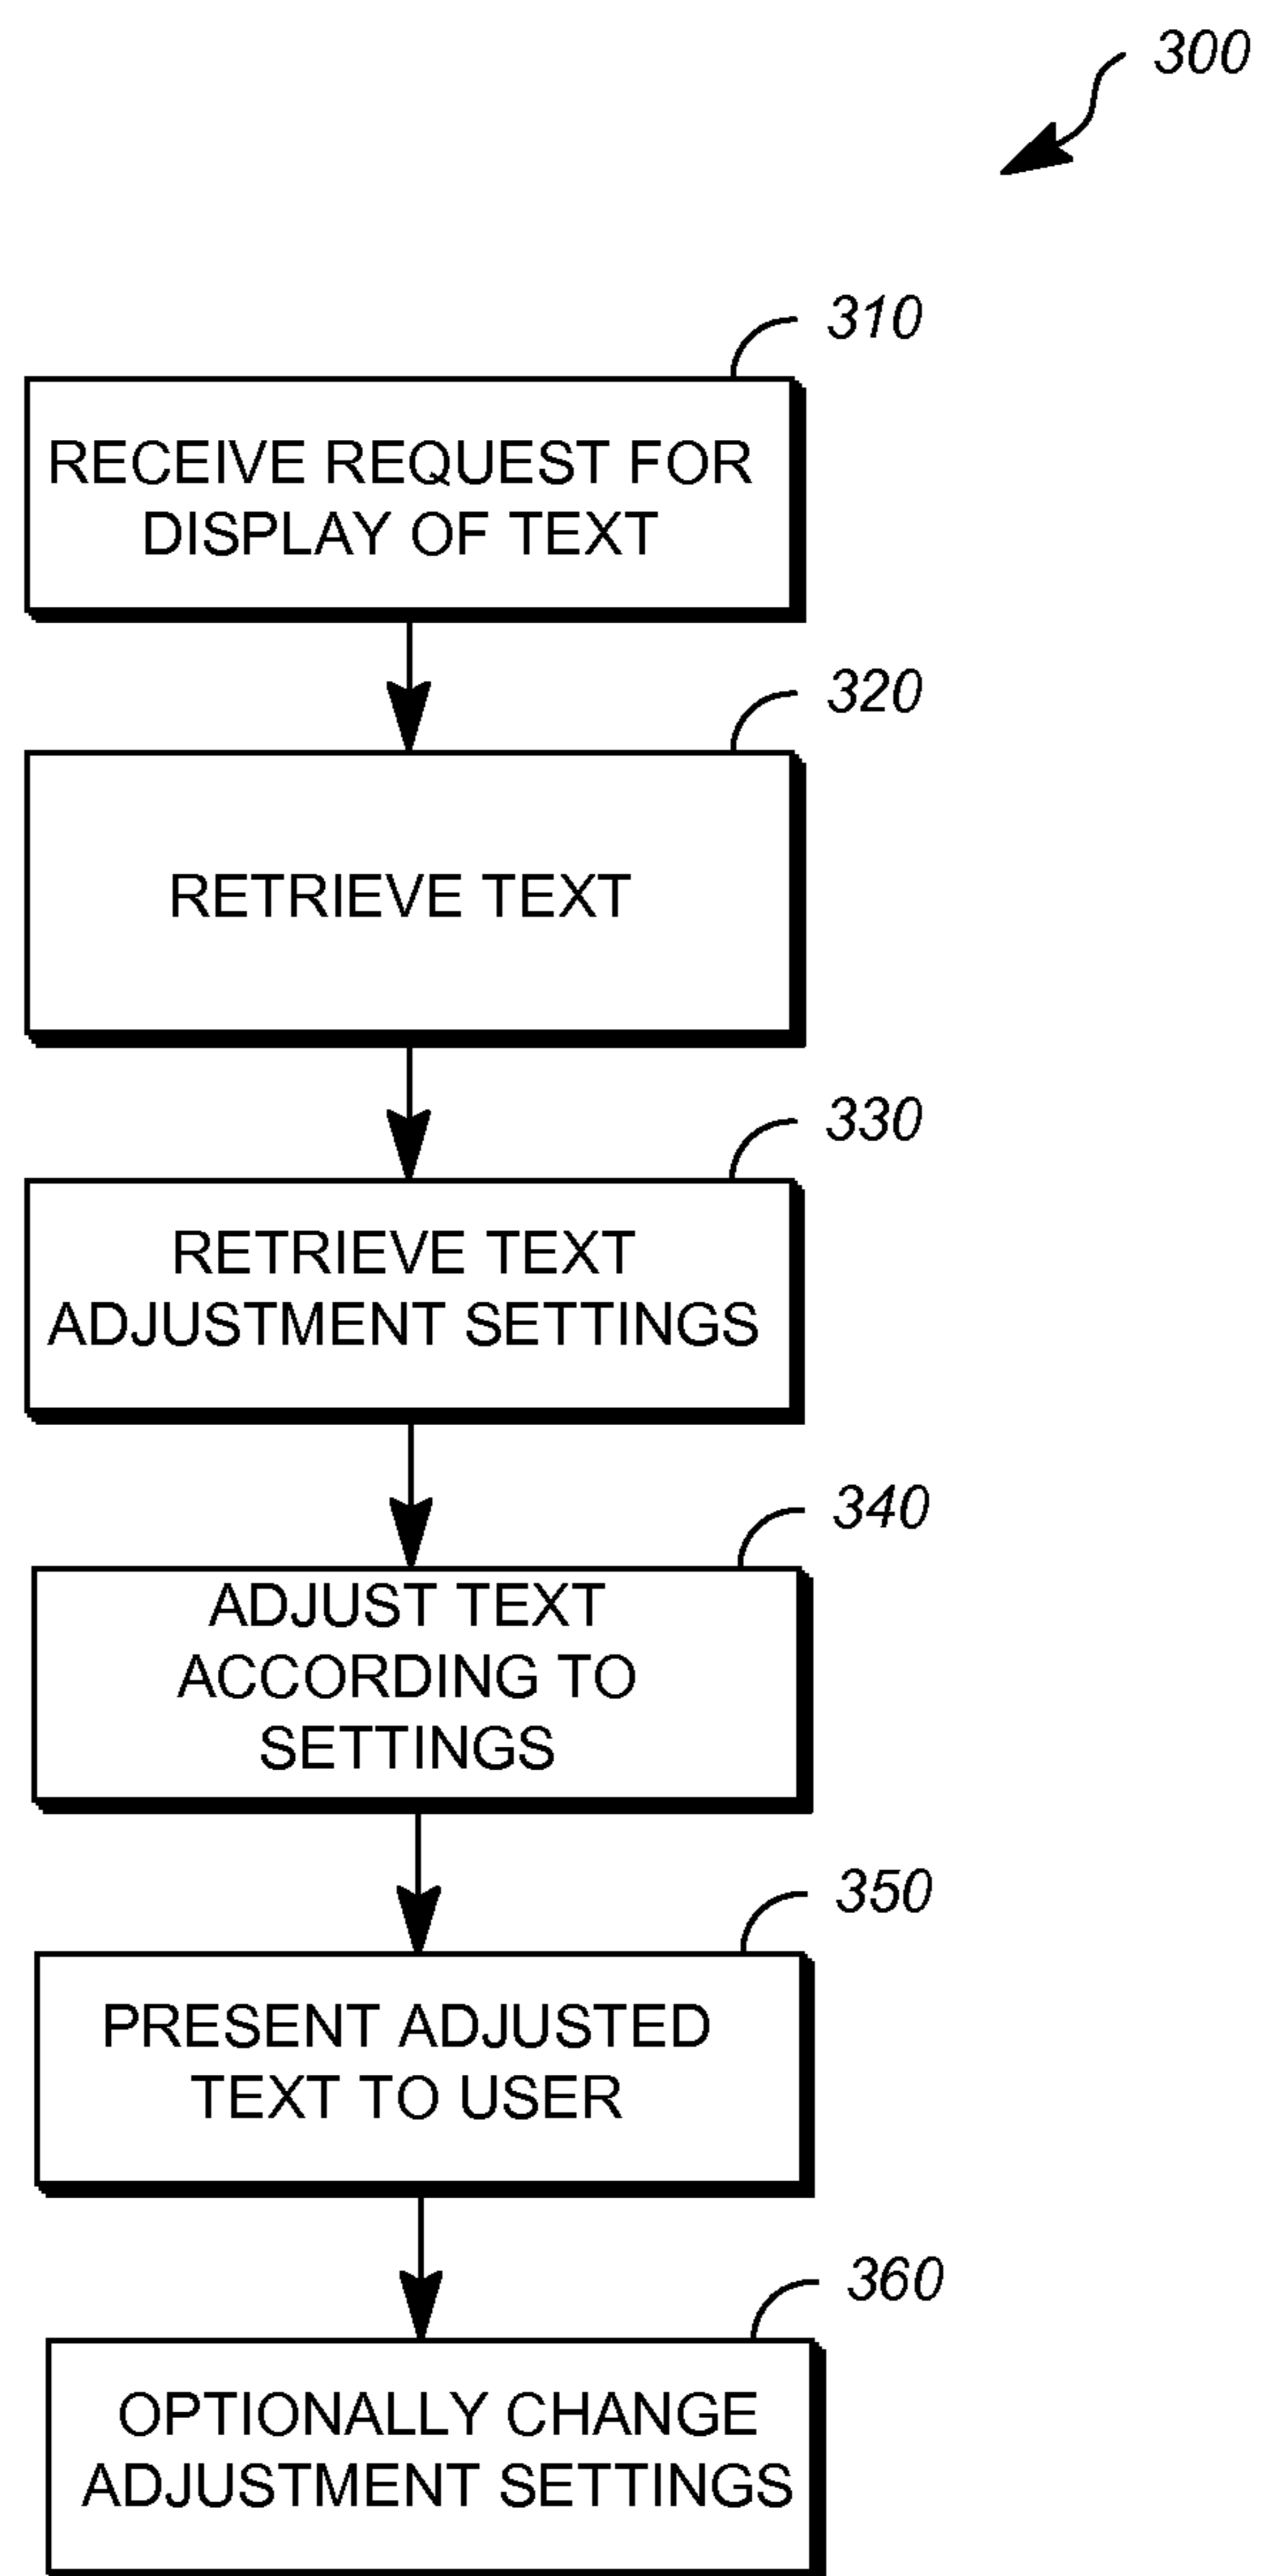 300
310
RECEIVE REQUEST FOR
DISPLAY OF TEXT
320
RETRIEVE TEXT
330
RETRIEVE TEXT
ADJUSTMENT SETTINGS
340
ADJUST TEXT
ACCORDING TO
SETTINGS
350
PRESENT ADJUSTED
TEXT TO USER
360
OPTIONALLY CHANGE
ADJUSTMENT SETTINGS